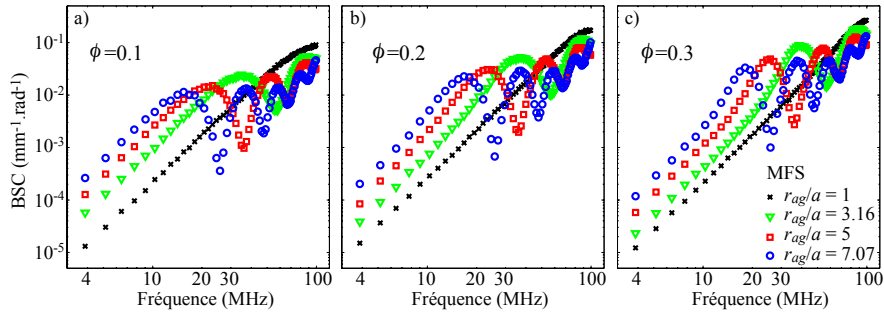 a)
ϕ=0.1
b)
ϕ=0.2
c)
ϕ=0.3
BSC (mm⁻¹.rad⁻¹)
10⁻¹
10⁻²
10⁻³
10⁻⁴
10⁻⁵
MFS
r_ag/a = 1
r_ag/a = 3.16
r_ag/a = 5
r_ag/a = 7.07
4 10 20 30 100
4 10 20 30 100
4 10 20 30 100
Fréquence (MHz)
Fréquence (MHz)
Fréquence (MHz)